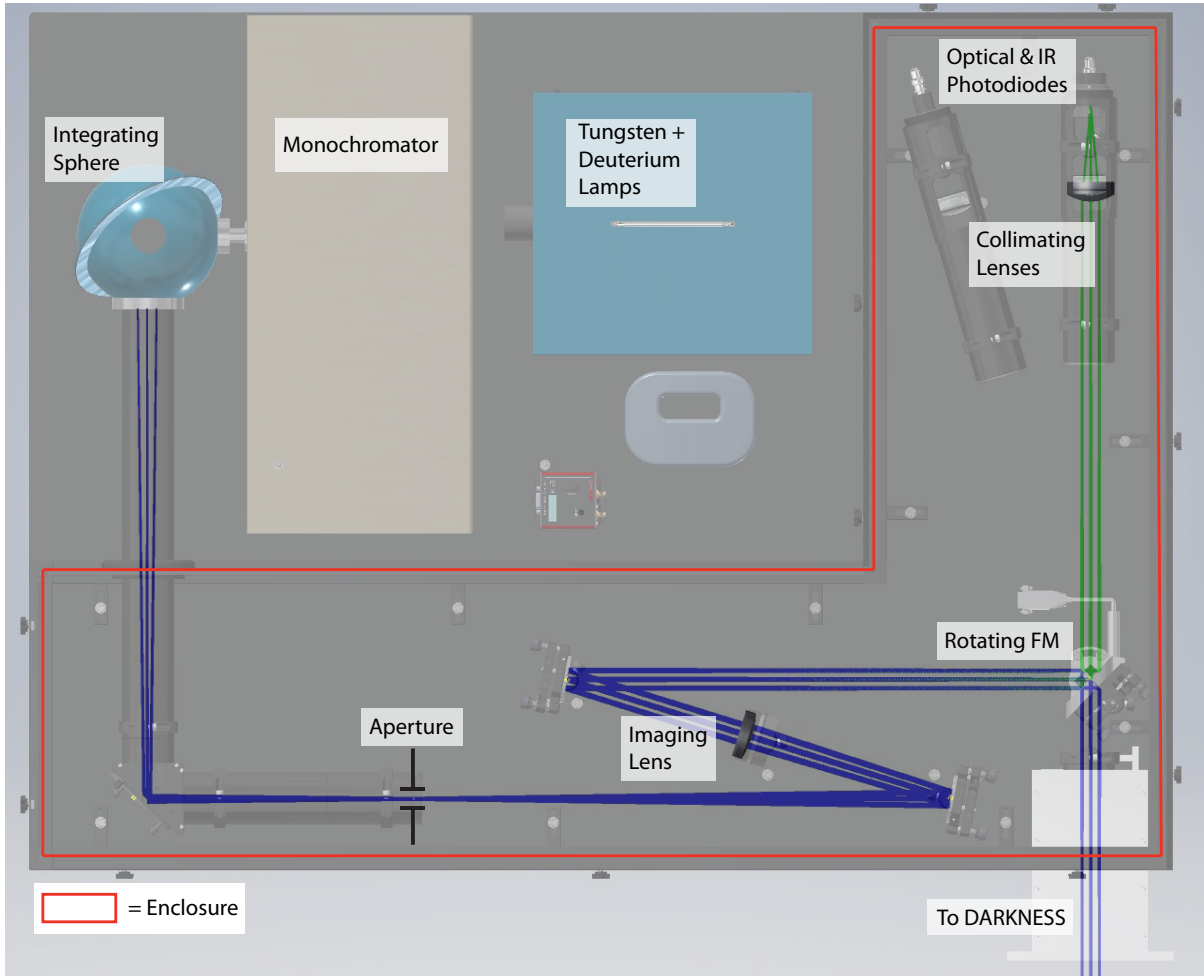 Optical & IR
Photodiodes
Integrating
Sphere
Monochromator
Tungsten +
Deuterium
Lamps
Collimating
Lenses
Rotating FM
Aperture
Imaging
Lens
= Enclosure
To DARKNESS